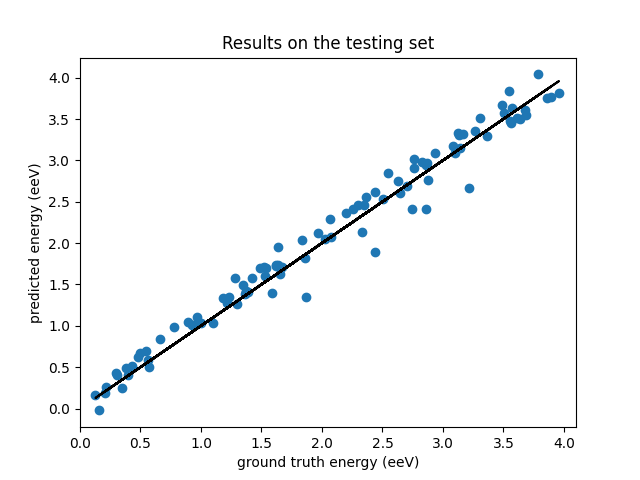 Results on the testing set
predicted energy (eeV)
4.0
3.5
3.0
2.5
2.0
1.5
1.0
0.5
0.0
0.0 0.5 1.0 1.5 2.0 2.5 3.0 3.5 4.0
ground truth energy (eeV)